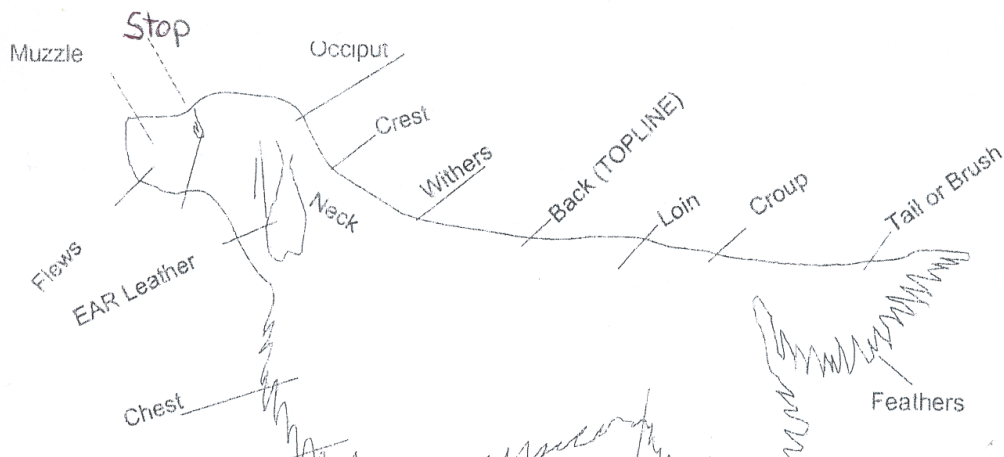 Stop
Muzzle
Occiput
Crest
Withers
Back (TOPLINE)
Loin
Croup
Tail or Brush
Neck
Flews
EAR Leather
Chest
Feathers